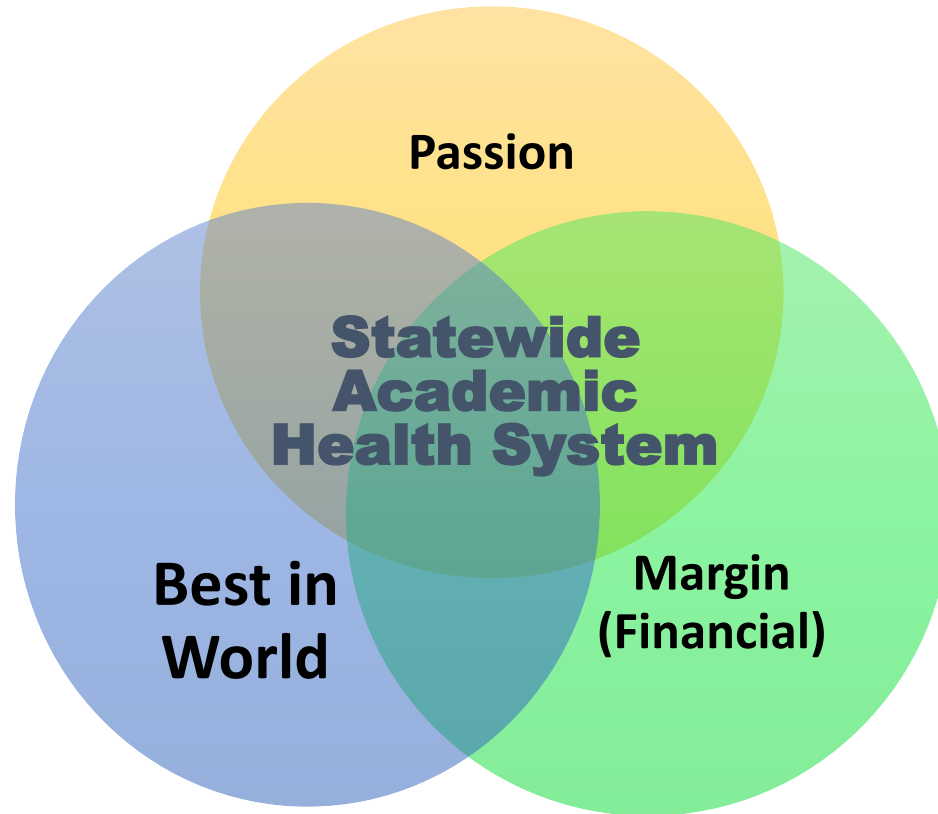 Passion
Statewide
Academic
Health System
Best in
World
Margin
(Financial)